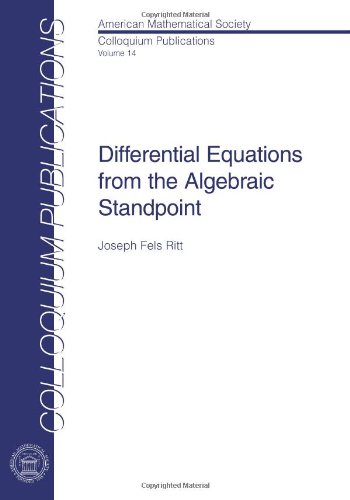 Copyrighted Material
American Mathematical Society
Colloquium Publications
Volume 14
COLLOQUIUM PUBLICATIONS
Differential Equations
from the Algebraic
Standpoint
Joseph Fels Ritt
Copyrighted Material